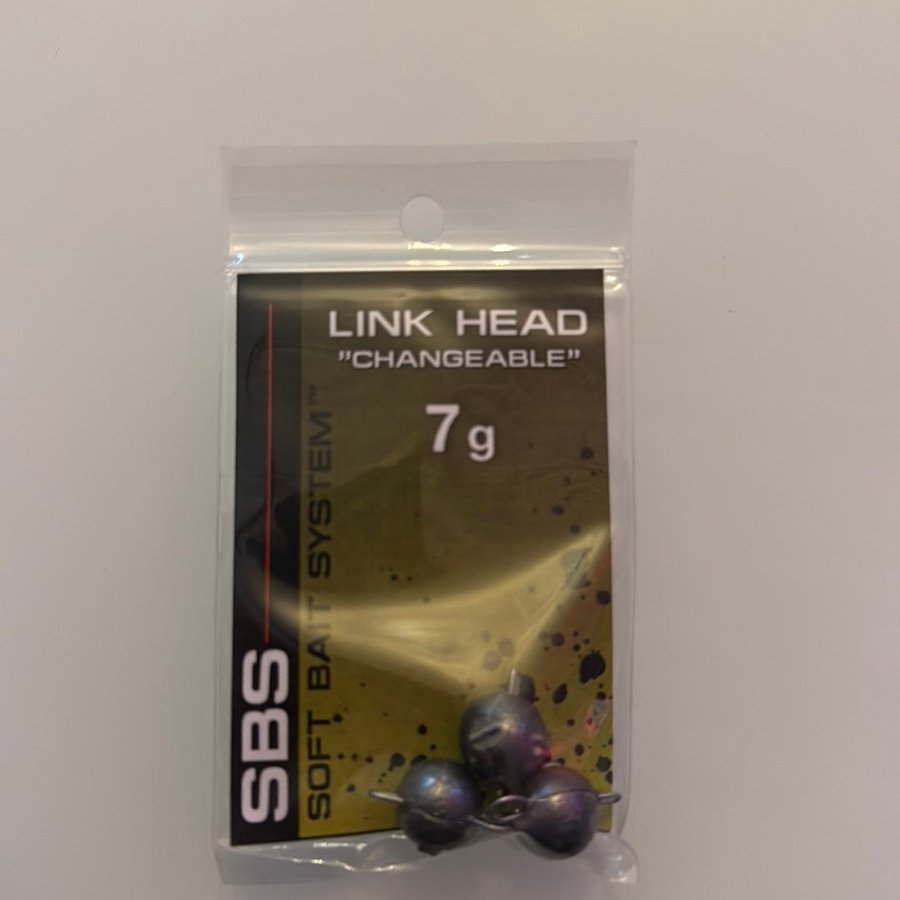 LINK HEAD
”CHANGEABLE”
7g
SBS
SOFT BAIT SYSTEM™